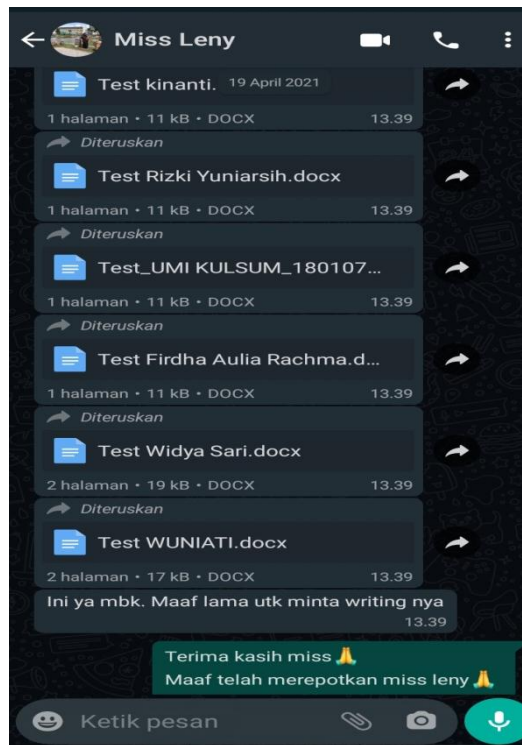 Miss Leny
Test kinanti.
19 April 2021
1 halaman • 11 kB • DOCX 13.39
Diteruskan
Test Rizki Yuniarsih.docx
1 halaman • 11 kB • DOCX 13.39
Diteruskan
Test_UMI KULSUM_180107...
1 halaman • 11 kB • DOCX 13.39
Diteruskan
Test Firdha Aulia Rachma.d...
1 halaman • 11 kB • DOCX 13.39
Diteruskan
Test Widya Sari.docx
2 halaman • 19 kB • DOCX 13.39
Diteruskan
Test WUNIATI.docx
2 halaman • 17 kB • DOCX 13.39
Ini ya mbk. Maaf lama utk minta writing nya
13.39
Terima kasih miss 🙏
Maaf telah merepotkan miss leny 🙏
Ketik pesan